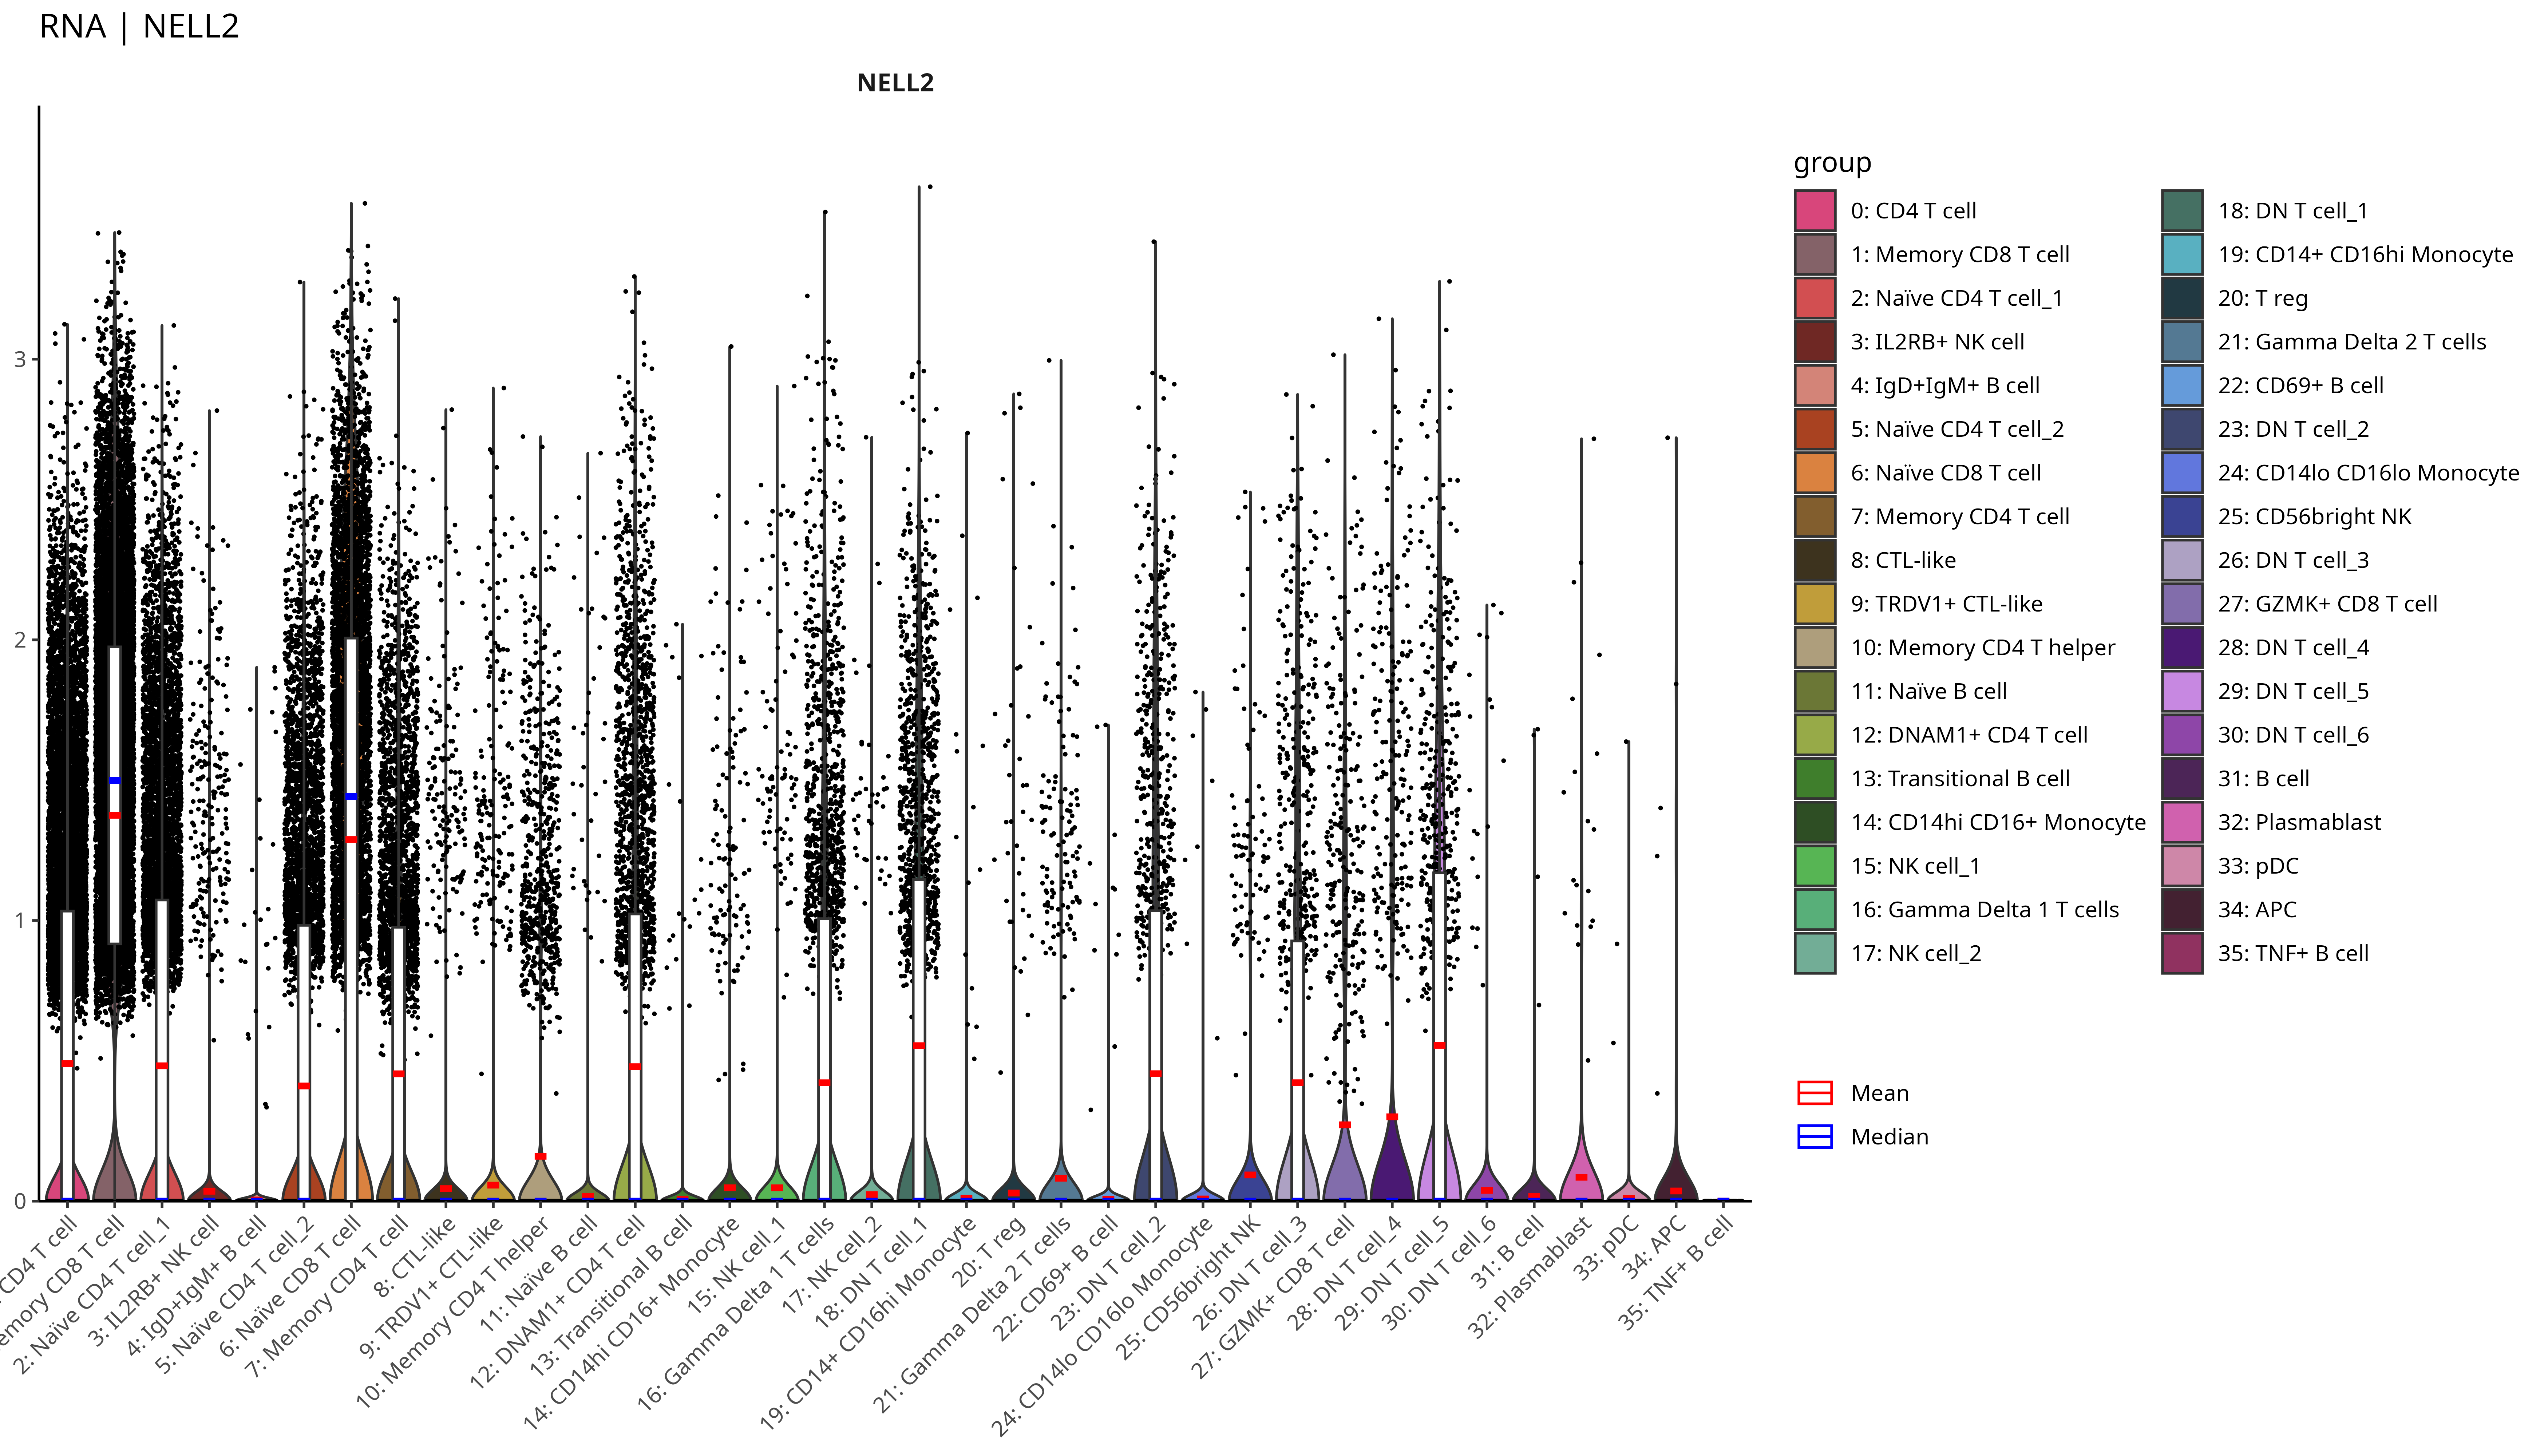 RNA | NELL2
NELL2
3
2
1
0
CD4 T cell
Memory CD8 T cell
2: Naïve CD4 T cell_1
3: IL2RB+ NK cell
4: IgD+IgM+ B cell
5: Naïve CD4 T cell_2
6: Naïve CD8 T cell
7: Memory CD4 T cell
8: CTL-like
9: TRDV1+ CTL-like
10: Memory CD4 T helper
11: Naïve B cell
12: DNAM1+ CD4 T cell
13: Transitional B cell
14: CD14hi CD16+ Monocyte
15: NK cell_1
16: Gamma Delta 1 T cells
17: NK cell_2
18: DN T cell_1
19: CD14+ CD16hi Monocyte
20: T reg
21: Gamma Delta 2 T cells
22: CD69+ B cell
23: DN T cell_2
24: CD14lo CD16lo Monocyte
25: CD56bright NK
26: DN T cell_3
27: GZMK+ CD8 T cell
28: DN T cell_4
29: DN T cell_5
30: DN T cell_6
31: B cell
32: Plasmablast
33: pDC
34: APC
35: TNF+ B cell
group
0: CD4 T cell
1: Memory CD8 T cell
2: Naïve CD4 T cell_1
3: IL2RB+ NK cell
4: IgD+IgM+ B cell
5: Naïve CD4 T cell_2
6: Naïve CD8 T cell
7: Memory CD4 T cell
8: CTL-like
9: TRDV1+ CTL-like
10: Memory CD4 T helper
11: Naïve B cell
12: DNAM1+ CD4 T cell
13: Transitional B cell
14: CD14hi CD16+ Monocyte
15: NK cell_1
16: Gamma Delta 1 T cells
17: NK cell_2
18: DN T cell_1
19: CD14+ CD16hi Monocyte
20: T reg
21: Gamma Delta 2 T cells
22: CD69+ B cell
23: DN T cell_2
24: CD14lo CD16lo Monocyte
25: CD56bright NK
26: DN T cell_3
27: GZMK+ CD8 T cell
28: DN T cell_4
29: DN T cell_5
30: DN T cell_6
31: B cell
32: Plasmablast
33: pDC
34: APC
35: TNF+ B cell
Mean
Median